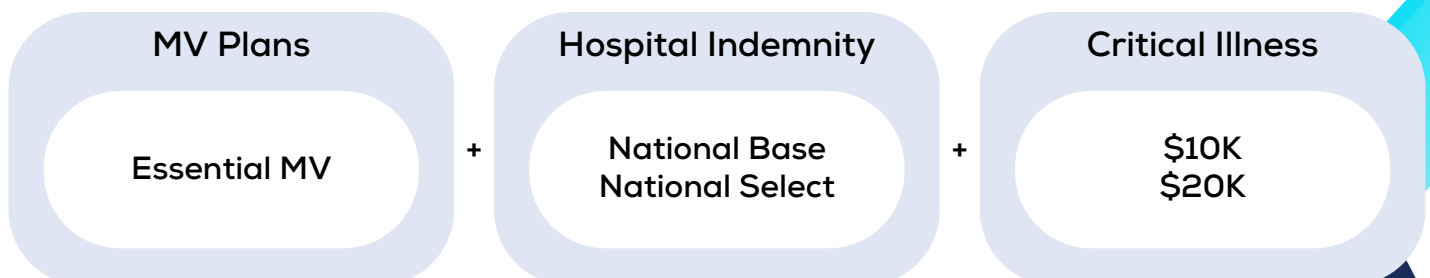 MV Plans
Essential MV
+
Hospital Indemnity
National Base
National Select
+
Critical Illness
$10K
$20K